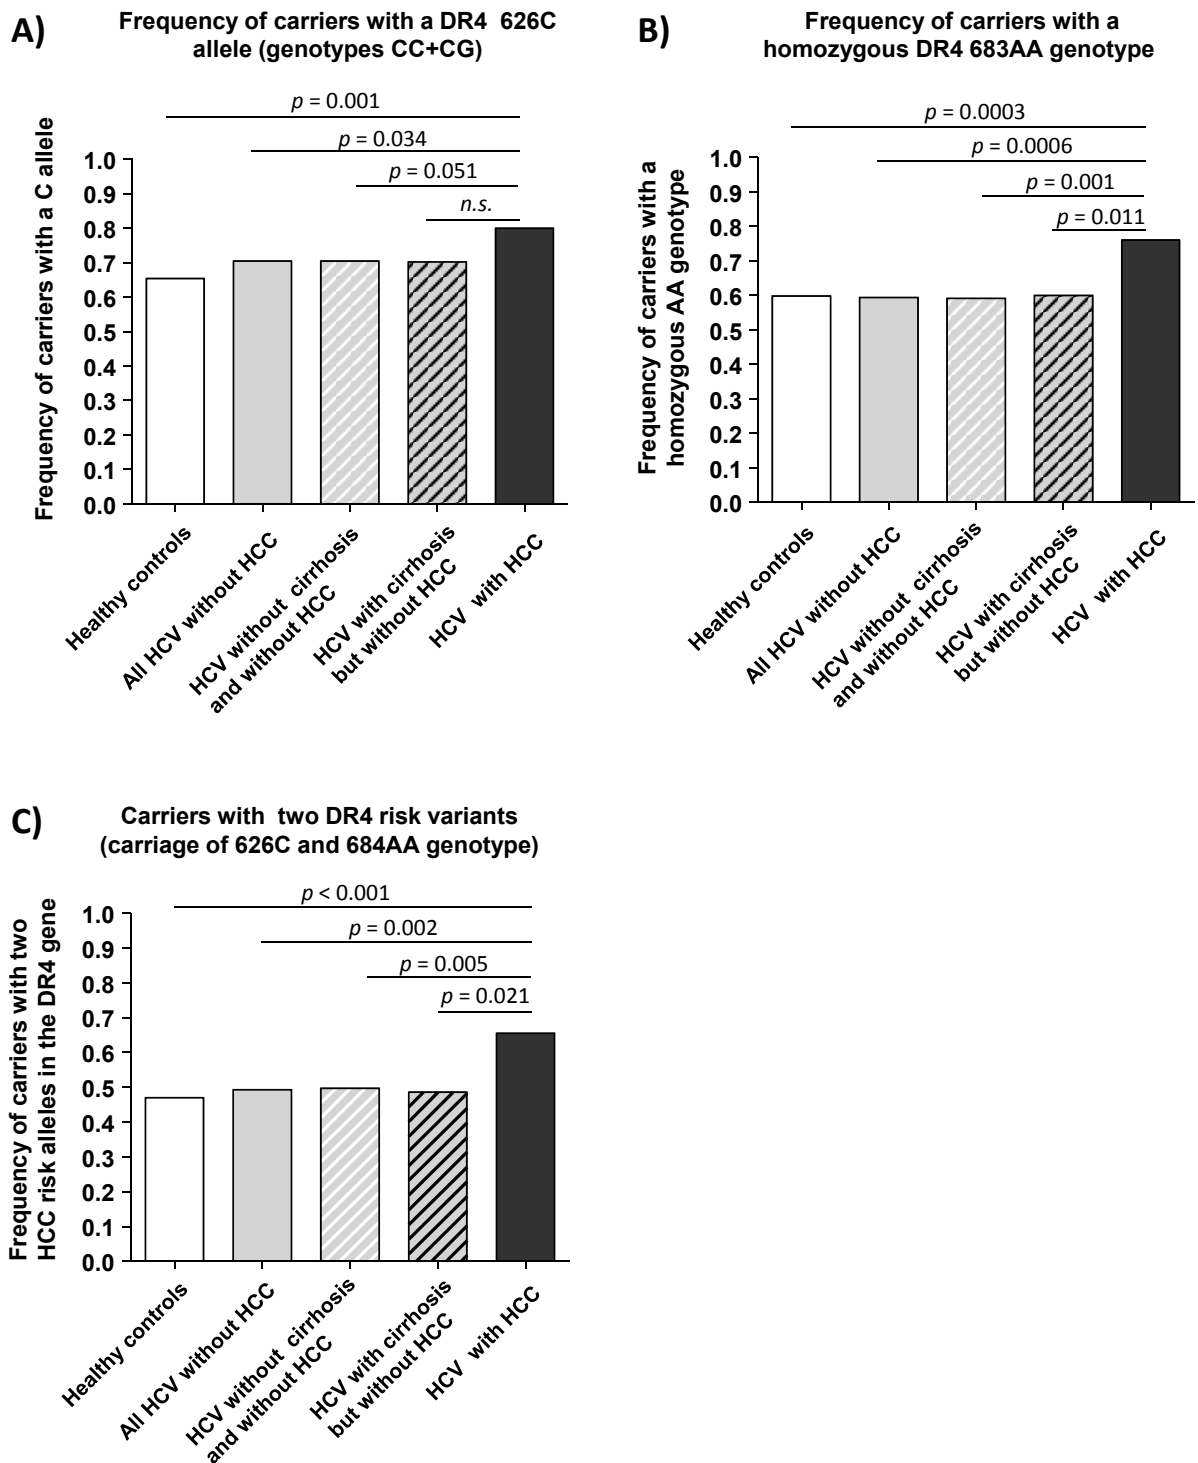 A)
Frequency of carriers with a DR4 626C
allele (genotypes CC+CG)
p = 0.001
p = 0.034
p = 0.051
n.s.
Frequency of carriers with a C allele
1.0
0.9
0.8
0.7
0.6
0.5
0.4
0.3
0.2
0.1
0.0
Healthy controls
All HCV without HCC
HCV without cirrhosis
and without HCC
HCV with cirrhosis
but without HCC
HCV with HCC
B)
Frequency of carriers with a
homozygous DR4 683AA genotype
p = 0.0003
p = 0.0006
p = 0.001
p = 0.011
Frequency of carriers with a
homozygous AA genotype
1.0
0.9
0.8
0.7
0.6
0.5
0.4
0.3
0.2
0.1
0.0
Healthy controls
All HCV without HCC
HCV without cirrhosis
and without HCC
HCV with cirrhosis
but without HCC
HCV with HCC
C)
Carriers with two DR4 risk variants
(carriage of 626C and 684AA genotype)
p < 0.001
p = 0.002
p = 0.005
p = 0.021
Frequency of carriers with two
HCC risk alleles in the DR4 gene
1.0
0.9
0.8
0.7
0.6
0.5
0.4
0.3
0.2
0.1
0.0
Healthy controls
All HCV without HCC
HCV without cirrhosis
and without HCC
HCV with cirrhosis
but without HCC
HCV with HCC